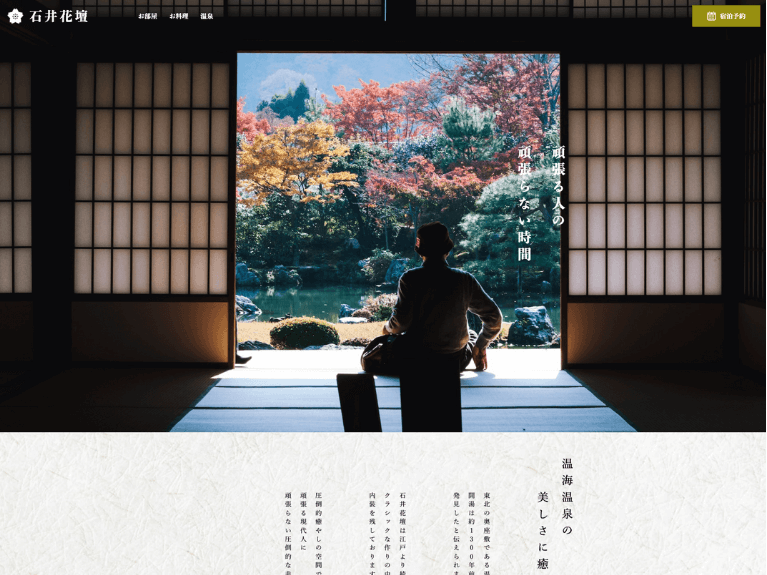 石井花壇
お部屋
お料理
温泉
宿泊予約
頑張る人の
頑張らない時間
温海温泉の
美しさに癒
東北の奥座敷である
開湯は約1300年前
発見したと伝えられ
石井花壇は江戸より
クラシックな作りの
内装を残しております
圧倒的癒やしの空間で
頑張る現代人に
頑張らない圧倒的な